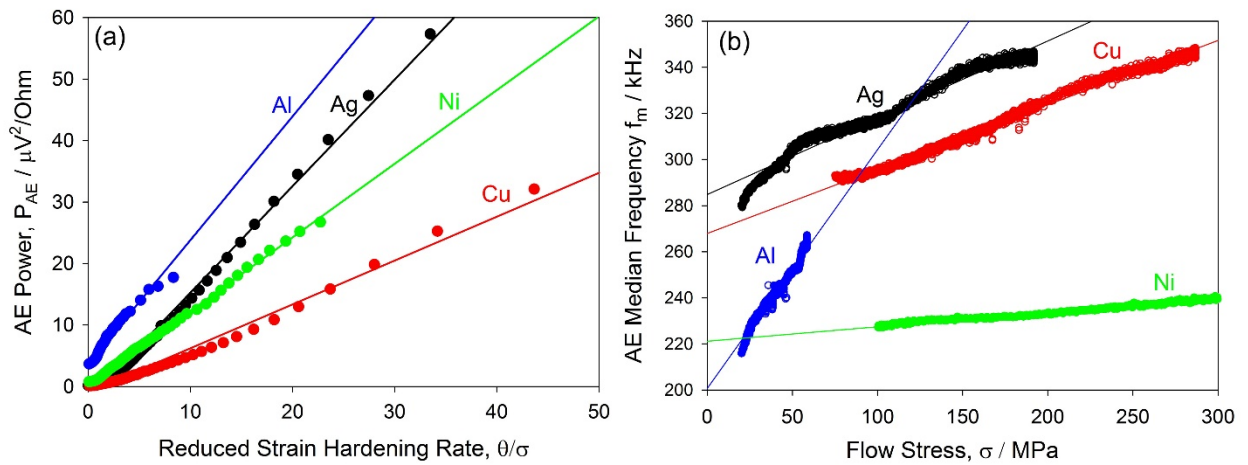 (a)
AE Power, P_AE / μV²/Ohm
60
50
40
30
20
10
0
Al
Ag
Ni
Cu
0 10 20 30 40 50
Reduced Strain Hardening Rate, θ/σ
(b)
AE Median Frequency f_m / kHz
360
340
320
300
280
260
240
220
200
Ag
Cu
Al
Ni
0 50 100 150 200 250 300
Flow Stress, σ / MPa